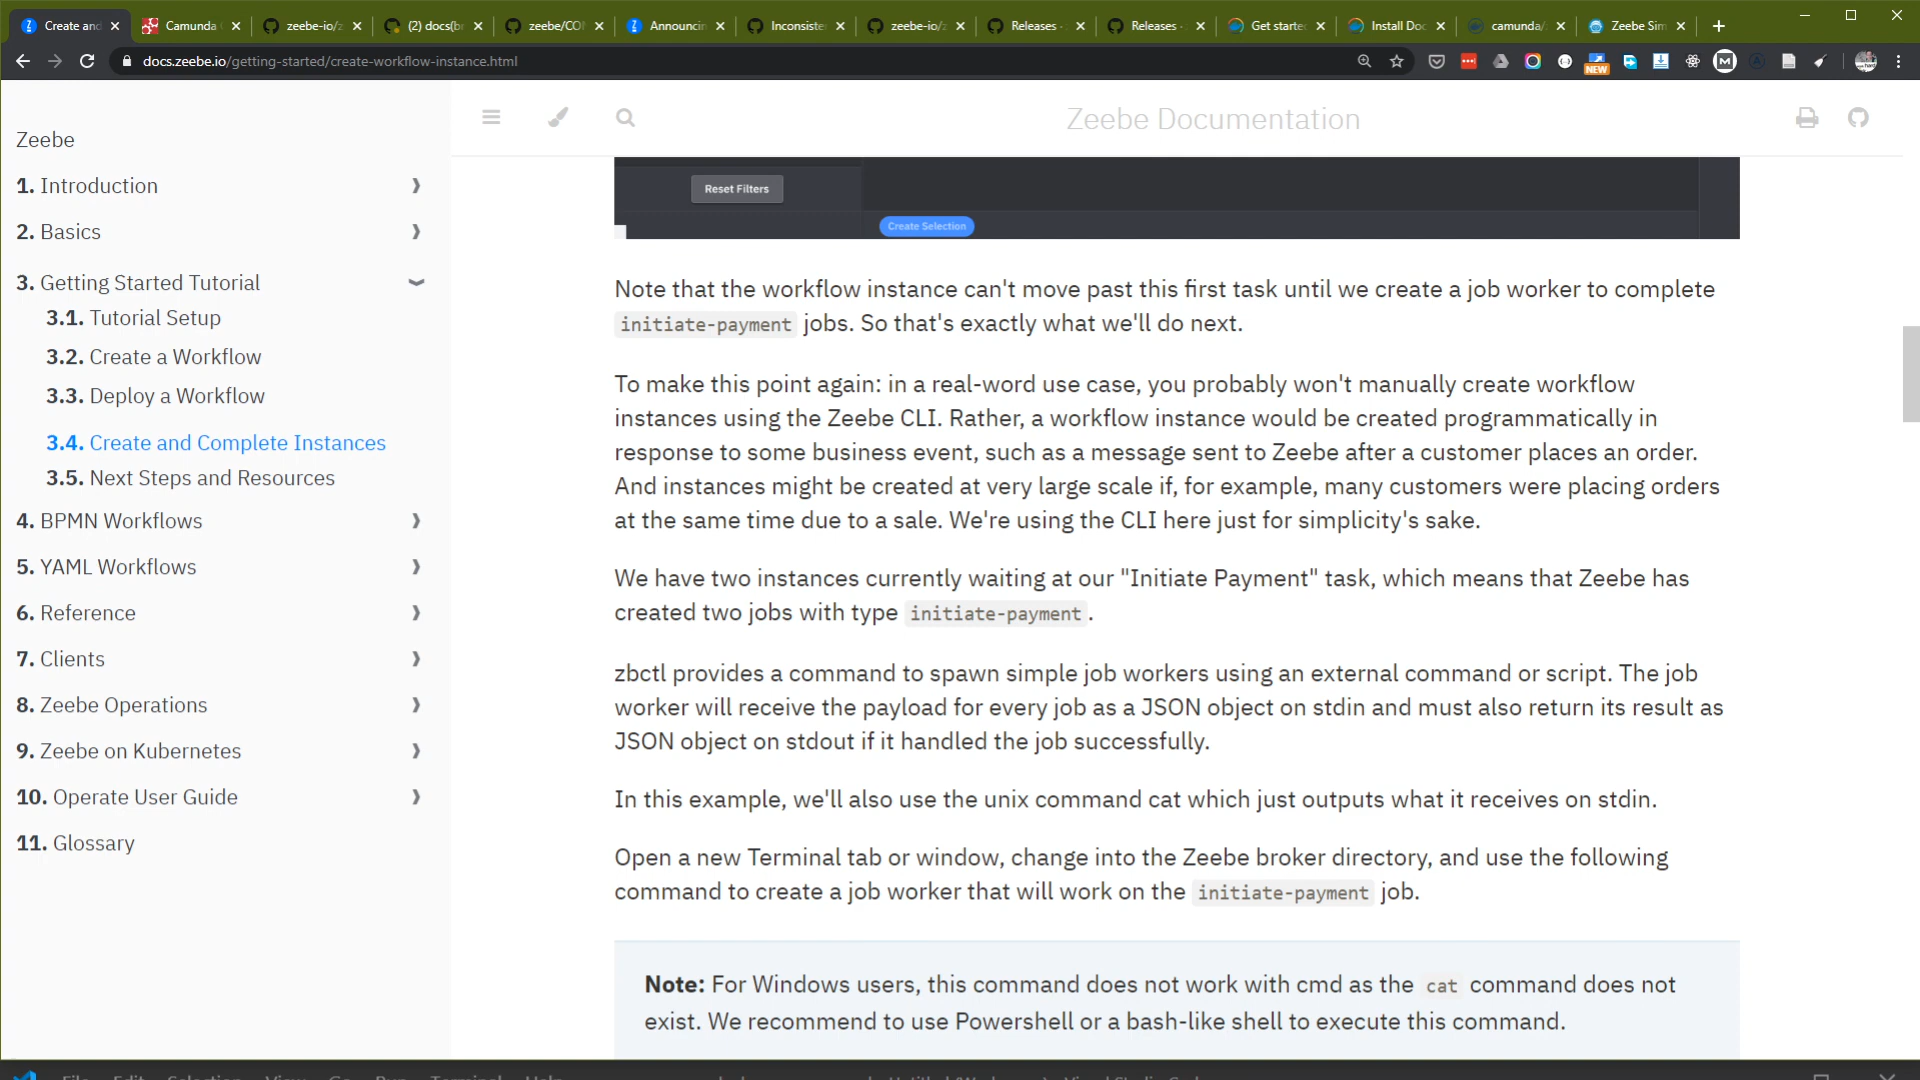 Create and
Camunda
zeebe-io/z
(2) docs(br
zeebe/CON
Announcin
Inconsiste
zeebe-io/z
Releases ·
Releases ·
Get starte
Install Doc
camunda/
Zeebe Sim
docs.zeebe.io/getting-started/create-workflow-instance.html
NEW
Zeebe Documentation
Zeebe
1. Introduction
2. Basics
3. Getting Started Tutorial
3.1. Tutorial Setup
3.2. Create a Workflow
3.3. Deploy a Workflow
3.4. Create and Complete Instances
3.5. Next Steps and Resources
4. BPMN Workflows
5. YAML Workflows
6. Reference
7. Clients
8. Zeebe Operations
9. Zeebe on Kubernetes
10. Operate User Guide
11. Glossary
Reset Filters
Create Selection
Note that the workflow instance can't move past this first task until we create a job worker to complete
initiate-payment jobs. So that's exactly what we'll do next.
To make this point again: in a real-word use case, you probably won't manually create workflow
instances using the Zeebe CLI. Rather, a workflow instance would be created programmatically in
response to some business event, such as a message sent to Zeebe after a customer places an order.
And instances might be created at very large scale if, for example, many customers were placing orders
at the same time due to a sale. We're using the CLI here just for simplicity's sake.
We have two instances currently waiting at our "Initiate Payment" task, which means that Zeebe has
created two jobs with type initiate-payment.
zbctl provides a command to spawn simple job workers using an external command or script. The job
worker will receive the payload for every job as a JSON object on stdin and must also return its result as
JSON object on stdout if it handled the job successfully.
In this example, we'll also use the unix command cat which just outputs what it receives on stdin.
Open a new Terminal tab or window, change into the Zeebe broker directory, and use the following
command to create a job worker that will work on the initiate-payment job.
Note: For Windows users, this command does not work with cmd as the cat command does not
exist. We recommend to use Powershell or a bash-like shell to execute this command.
File Edit Selection View Go Run Terminal Help